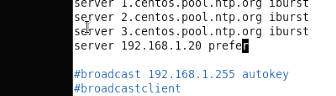 server 1.centos.pool.ntp.org iburst
server 2.centos.pool.ntp.org iburst
server 3.centos.pool.ntp.org iburst
server 192.168.1.20 prefer
#broadcast 192.168.1.255 autokey
#broadcastclient